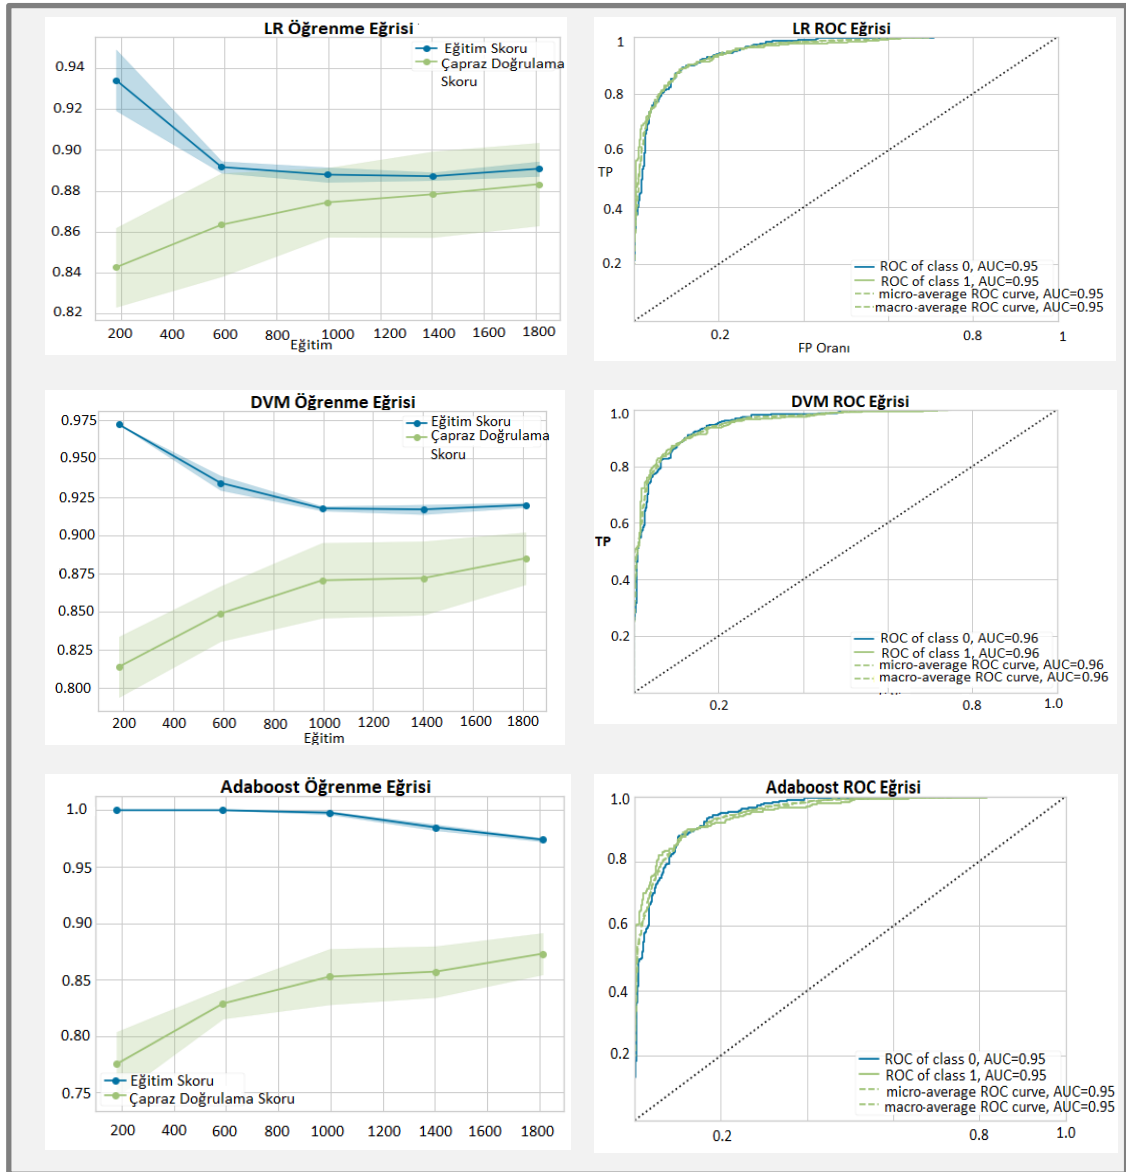 LR Öğrenme Eğrisi
Eğitim Skoru
Çapraz Doğrulama
Skoru
0.94
0.92
0.90
0.88
0.86
0.84
0.82
200 400 600 800 1000 1200 1400 1600 1800
Eğitim
LR ROC Eğrisi
1
0.8
0.6
TP
0.4
0.2
ROC of class 0, AUC=0.95
ROC of class 1, AUC=0.95
micro-average ROC curve, AUC=0.95
macro-average ROC curve, AUC=0.95
0.2 0.8 1
FP Oranı
DVM Öğrenme Eğrisi
Eğitim Skoru
Çapraz Doğrulama
Skoru
0.975
0.950
0.925
0.900
0.875
0.850
0.825
0.800
200 400 600 800 1000 1200 1400 1600 1800
Eğitim
DVM ROC Eğrisi
1.0
0.8
0.6
TP
0.4
0.2
ROC of class 0, AUC=0.96
ROC of class 1, AUC=0.96
micro-average ROC curve, AUC=0.96
macro-average ROC curve, AUC=0.96
0.2 0.8 1.0
Adaboost Öğrenme Eğrisi
1.0
0.95
0.90
0.85
0.80
0.75
Eğitim Skoru
Çapraz Doğrulama Skoru
200 400 600 800 1000 1200 1400 1600 1800
Adaboost ROC Eğrisi
1.0
0.8
0.6
0.4
0.2
ROC of class 0, AUC=0.95
ROC of class 1, AUC=0.95
micro-average ROC curve, AUC=0.95
macro-average ROC curve, AUC=0.95
0.2 0.8 1.0